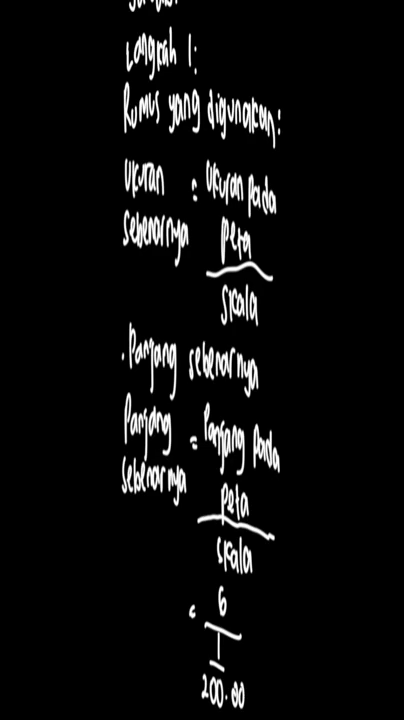 Langkah 1:
Rumus yang digunakan:
Ukuran = Ukuran pada
sebenarnya peta
skala
. Panjang sebenarnya
Panjang = Panjang pada
sebenarnya peta
skala
= 6
1
200.00